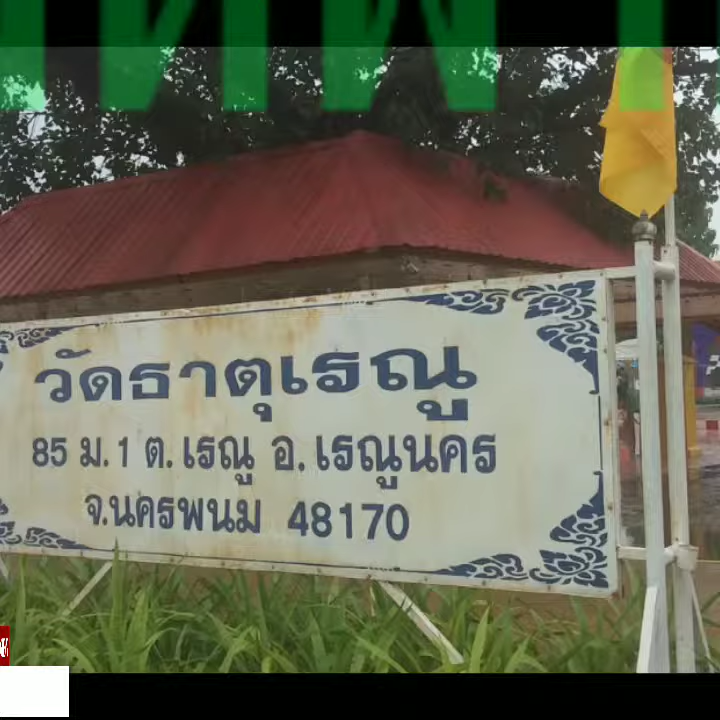 วัดธาตุเรณู
85 ม. 1 ต. เรณู อ. เรณูนคร
จ.นครพนม 48170